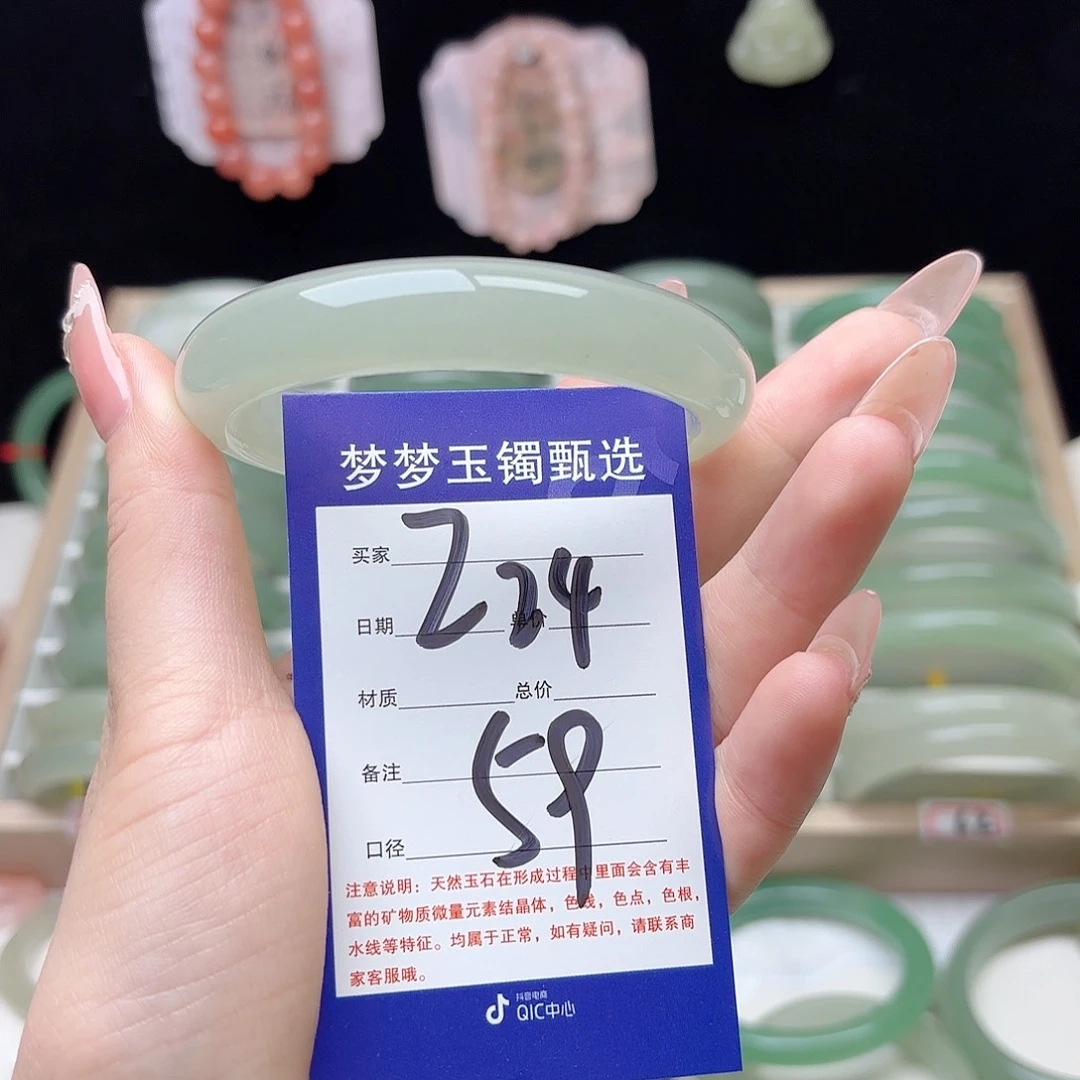 梦梦玉镯甄选
买家
Z24
日期 单价
材质 总价
备注
59
口径
注意说明：天然玉石在形成过程中里面会含有丰
富的矿物质微量元素结晶体，色线，色点，色根，
水线等特征。均属于正常，如有疑问，请联系商
家客服哦。
抖音电商
QIC中心